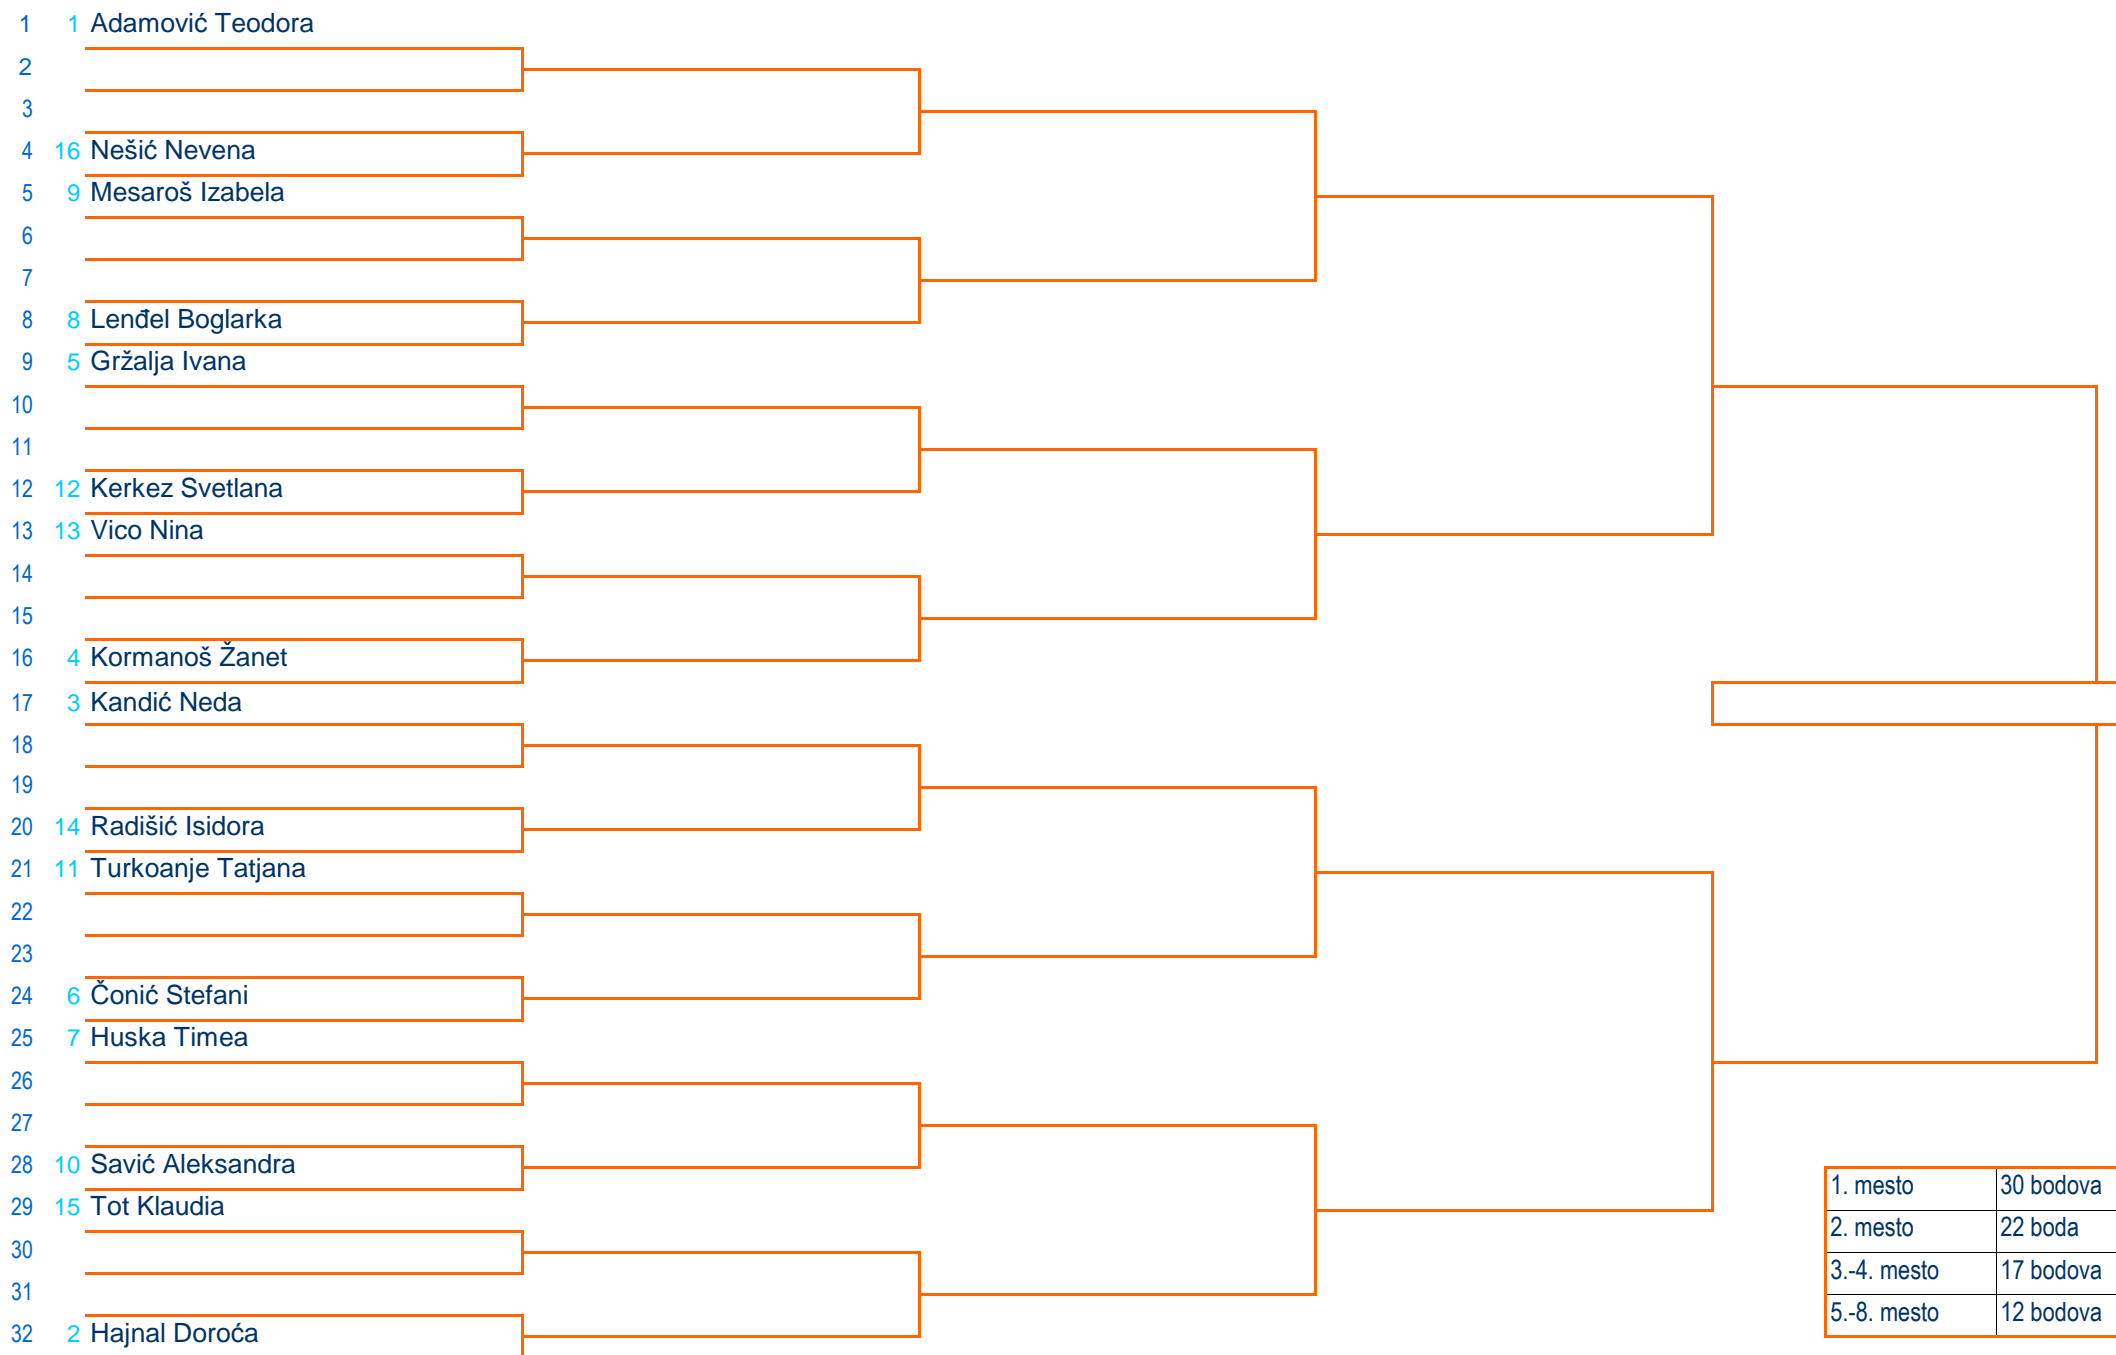 1 1 Adamović Teodora
2
3
4 16 Nešić Nevena
5 9 Mesaroš Izabela
6
7
8 8 Lenđel Boglarka
9 5 Gržalja Ivana
10
11
12 12 Kerkez Svetlana
13 13 Vico Nina
14
15
16 4 Kormanoš Žanet
17 3 Kandić Neda
18
19
20 14 Radišić Isidora
21 11 Turkoanje Tatjana
22
23
24 6 Čonić Stefani
25 7 Huska Timea
26
27
28 10 Savić Aleksandra
29 15 Tot Klaudia
30
31
32 2 Hajnal Doroća
1. mesto 30 bodova
2. mesto 22 boda
3.-4. mesto 17 bodova
5.-8. mesto 12 bodova